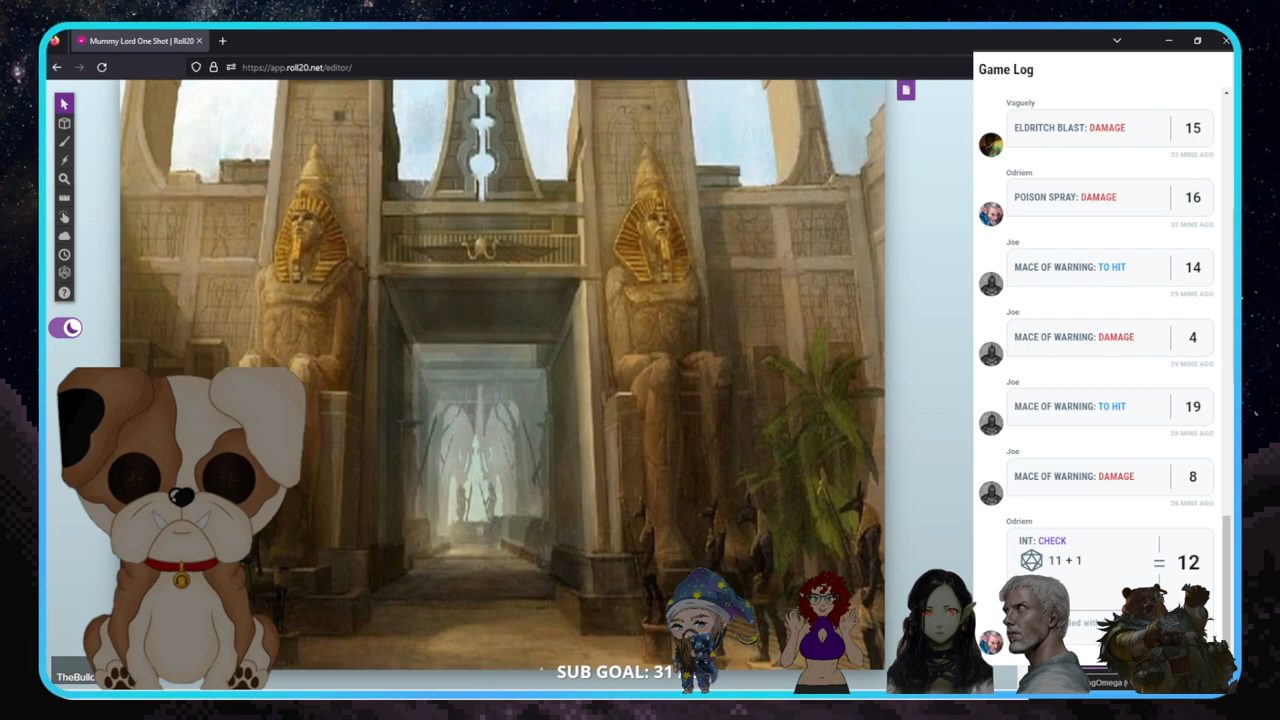 Mummy Lord One Shot | Roll20
https://app.roll20.net/editor/
Game Log
Vaguely
ELDRITCH BLAST: DAMAGE
15
33 MINS AGO
Odriem
POISON SPRAY: DAMAGE
16
32 MINS AGO
Joe
MACE OF WARNING: TO HIT
14
29 MINS AGO
Joe
MACE OF WARNING: DAMAGE
4
29 MINS AGO
Joe
MACE OF WARNING: TO HIT
19
28 MINS AGO
Joe
MACE OF WARNING: DAMAGE
8
28 MINS AGO
Odriem
INT: CHECK
11 + 1
= 12
SUB GOAL: 31